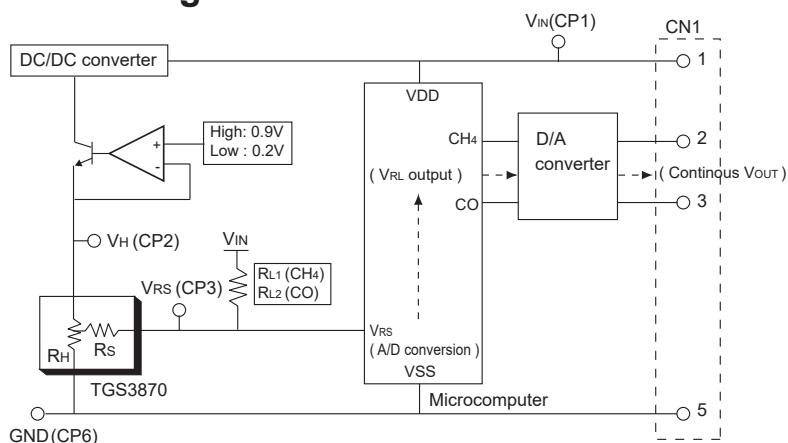 VIN(CP1)
CN1
DC/DC converter
1
VDD
High: 0.9V
Low : 0.2V
+
-
CH4
D/A
converter
2
( VRL output )
( Continous VOUT )
CO
3
VH (CP2)
VIN
RL1 (CH4)
RL2 (CO)
VRS (CP3)
VRS
( A/D conversion )
RH
RS
VSS
TGS3870
Microcomputer
5
GND (CP6)